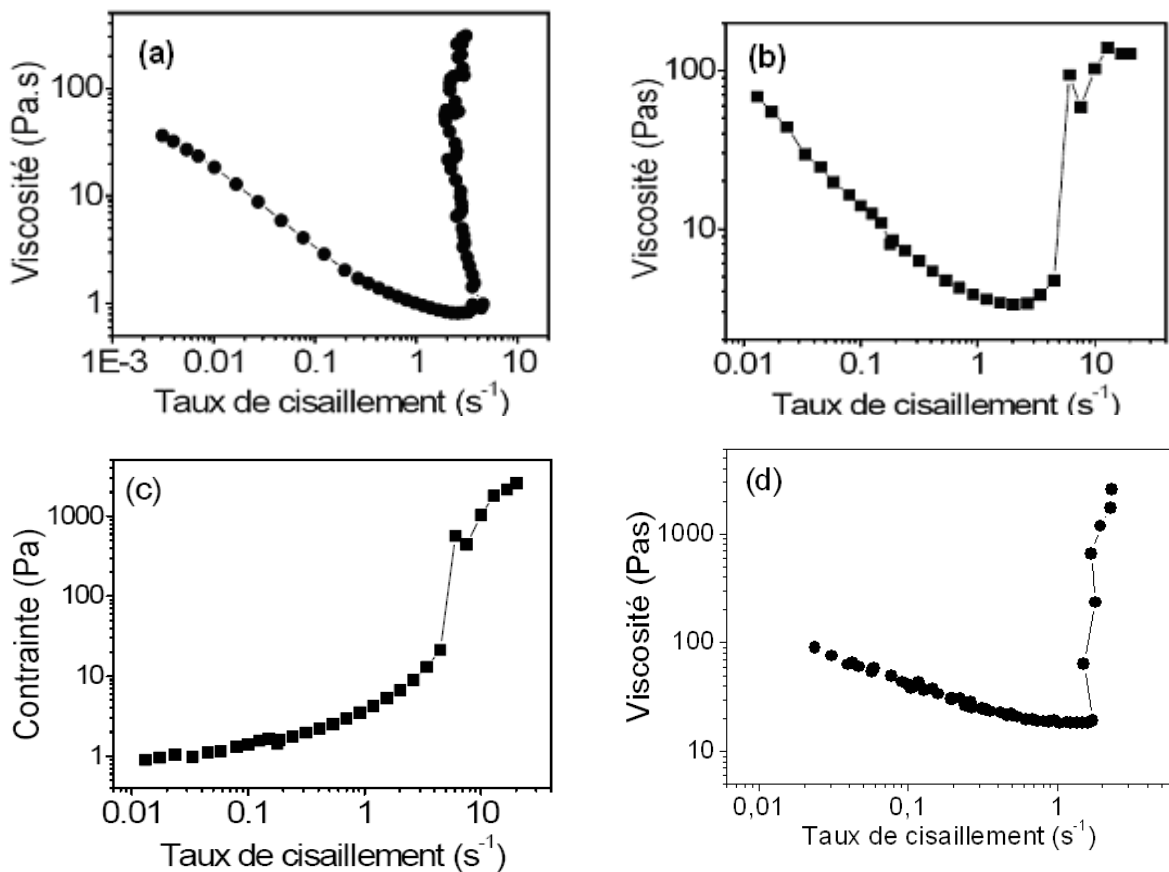 (a)
Viscosité (Pa.s)
100
10
1
1E-3
0.01
0.1
1
10
Taux de cisaillement (s⁻¹)
(b)
Viscosité (Pas)
100
10
0.01
0.1
1
10
Taux de cisaillement (s⁻¹)
(c)
Contrainte (Pa)
1000
100
10
1
0.01
0.1
1
10
Taux de cisaillement (s⁻¹)
(d)
Viscosité (Pas)
1000
100
10
0,01
0,1
1
Taux de cisaillement (s⁻¹)